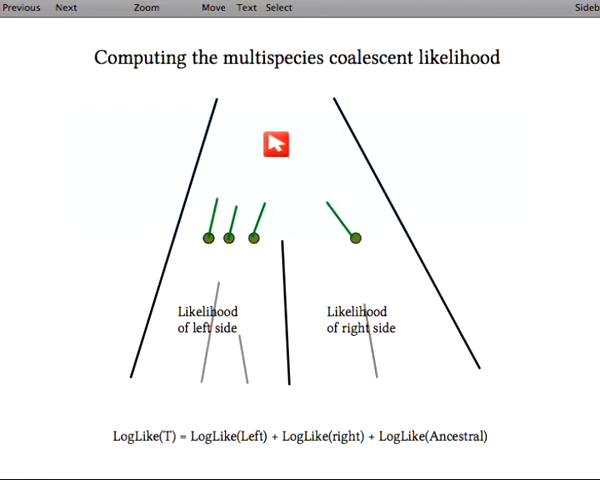 Previous Next Zoom Move Text Select Sideb
Computing the multispecies coalescent likelihood
Likelihood
of left side
Likelihood
of right side
LogLike(T) = LogLike(Left) + LogLike(right) + LogLike(Ancestral)